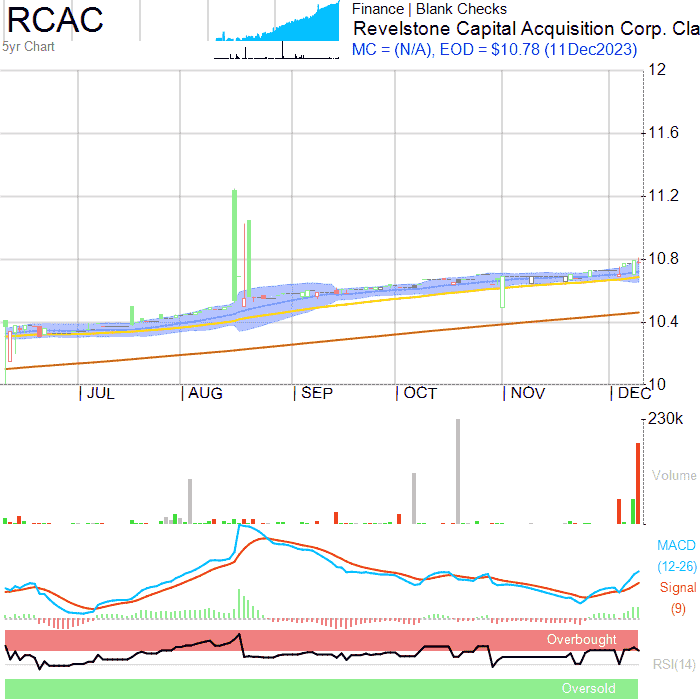 RCAC
5yr Chart
Finance | Blank Checks
Revelstone Capital Acquisition Corp. Cla
MC = (N/A), EOD = $10.78 (11Dec2023)
12
11.6
11.2
10.8
10.4
10
JUL
AUG
SEP
OCT
NOV
DEC
230k
Volume
MACD
(12-26)
Signal
(9)
Overbought
RSI(14)
Oversold